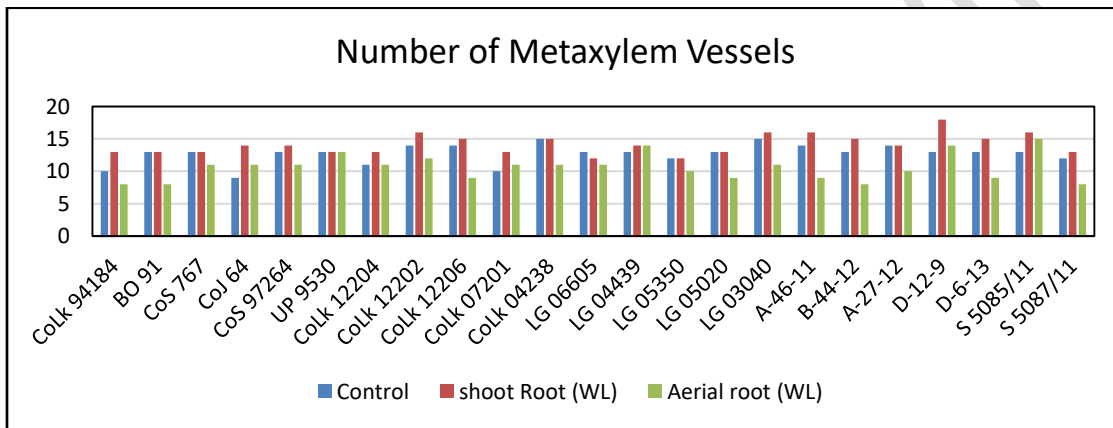 Number of Metaxylem Vessels
20
15
10
5
0
CoLk 94184
BO 91
CoS 767
CoJ 64
CoS 97264
UP 9530
CoLk 12204
CoLk 12202
CoLk 12206
CoLk 07201
CoLk 04238
LG 06605
LG 04439
LG 05350
LG 05020
LG 03040
A-46-11
B-44-12
A-27-12
D-12-9
D-6-13
S 5085/11
S 5087/11
Control
shoot Root (WL)
Aerial root (WL)